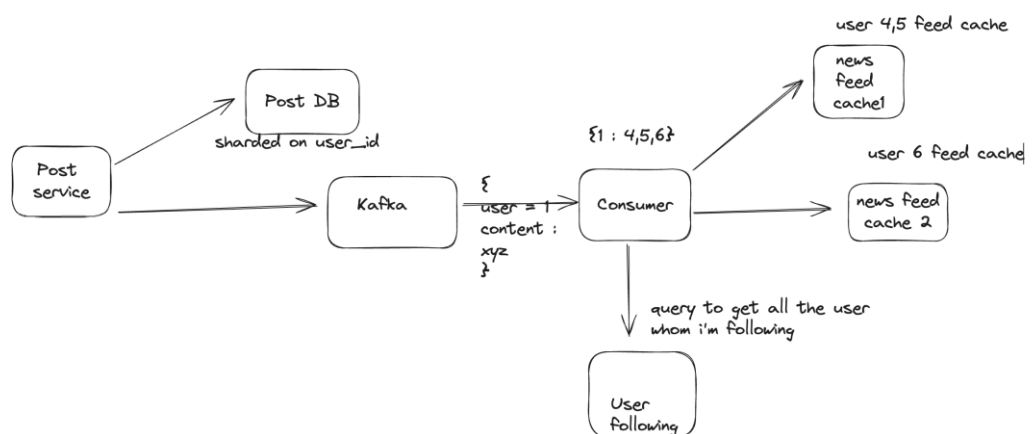 user 4,5 feed cache
news
feed
cache1
Post DB
sharded on user_id
{1 : 4,5,6}
user 6 feed cache
Post
service
Kafka
{
user = 1
content :
xyz
}
Consumer
news feed
cache 2
query to get all the user
whom i'm following
User
following